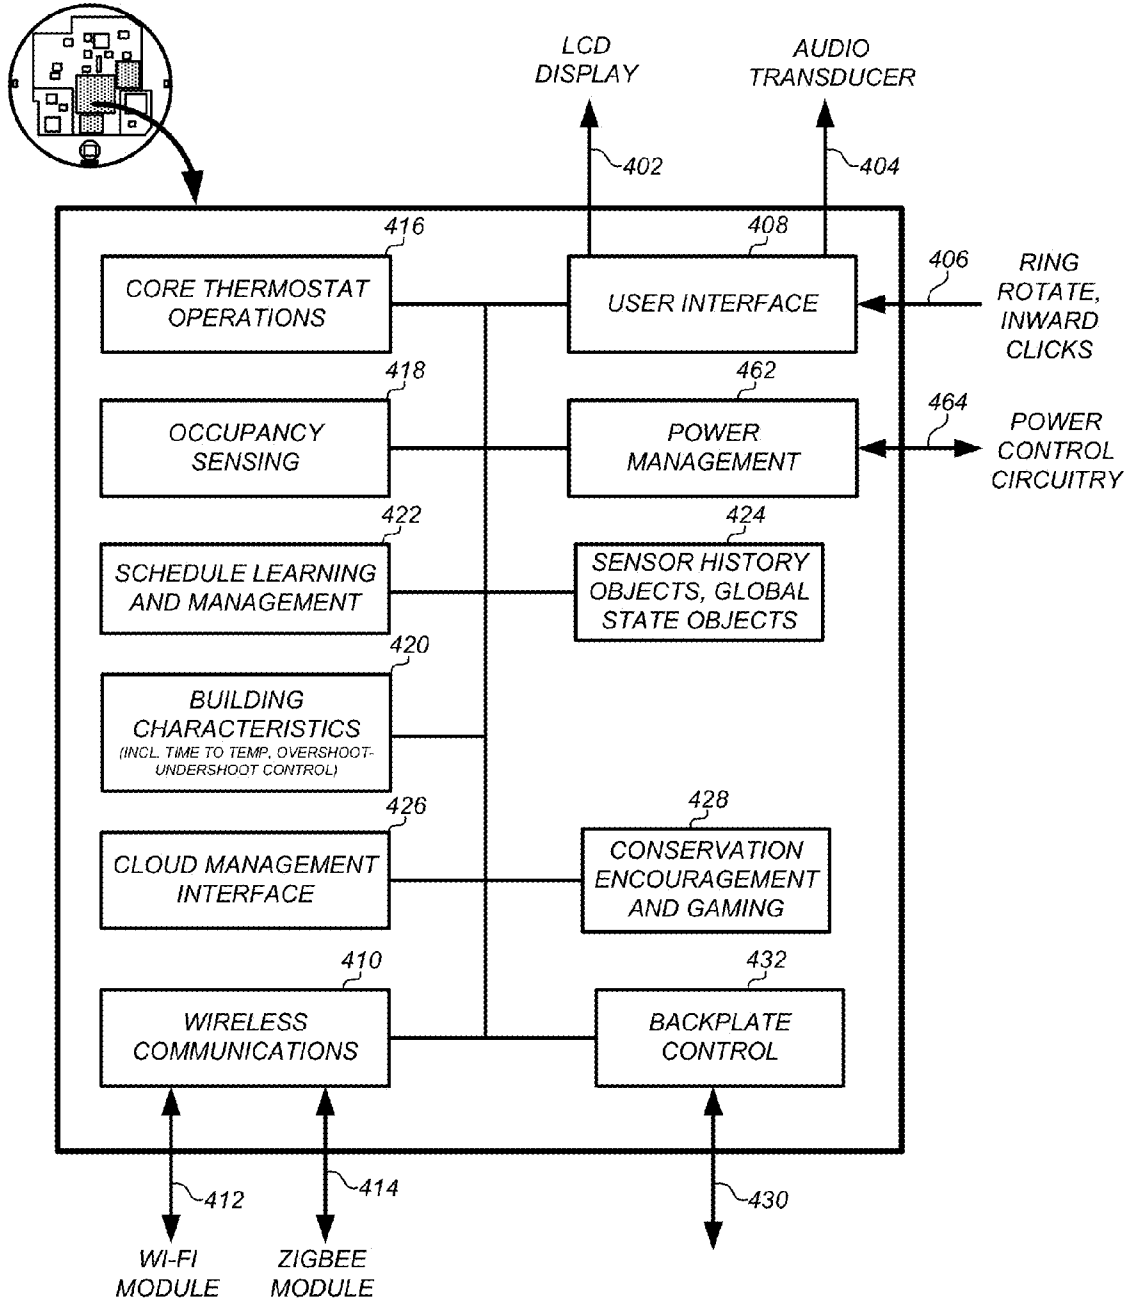 LCD
DISPLAY
AUDIO
TRANSDUCER
402
404
416
CORE THERMOSTAT
OPERATIONS
408
USER INTERFACE
406
RING
ROTATE,
INWARD
CLICKS
418
OCCUPANCY
SENSING
462
POWER
MANAGEMENT
464
POWER
CONTROL
CIRCUITRY
422
SCHEDULE LEARNING
AND MANAGEMENT
424
SENSOR HISTORY
OBJECTS, GLOBAL
STATE OBJECTS
420
BUILDING
CHARACTERISTICS
(INCL. TIME TO TEMP, OVERSHOOT-
UNDERSHOOT CONTROL)
426
CLOUD MANAGEMENT
INTERFACE
428
CONSERVATION
ENCOURAGEMENT
AND GAMING
410
WIRELESS
COMMUNICATIONS
432
BACKPLATE
CONTROL
412
414
430
WI-FI
MODULE
ZIGBEE
MODULE